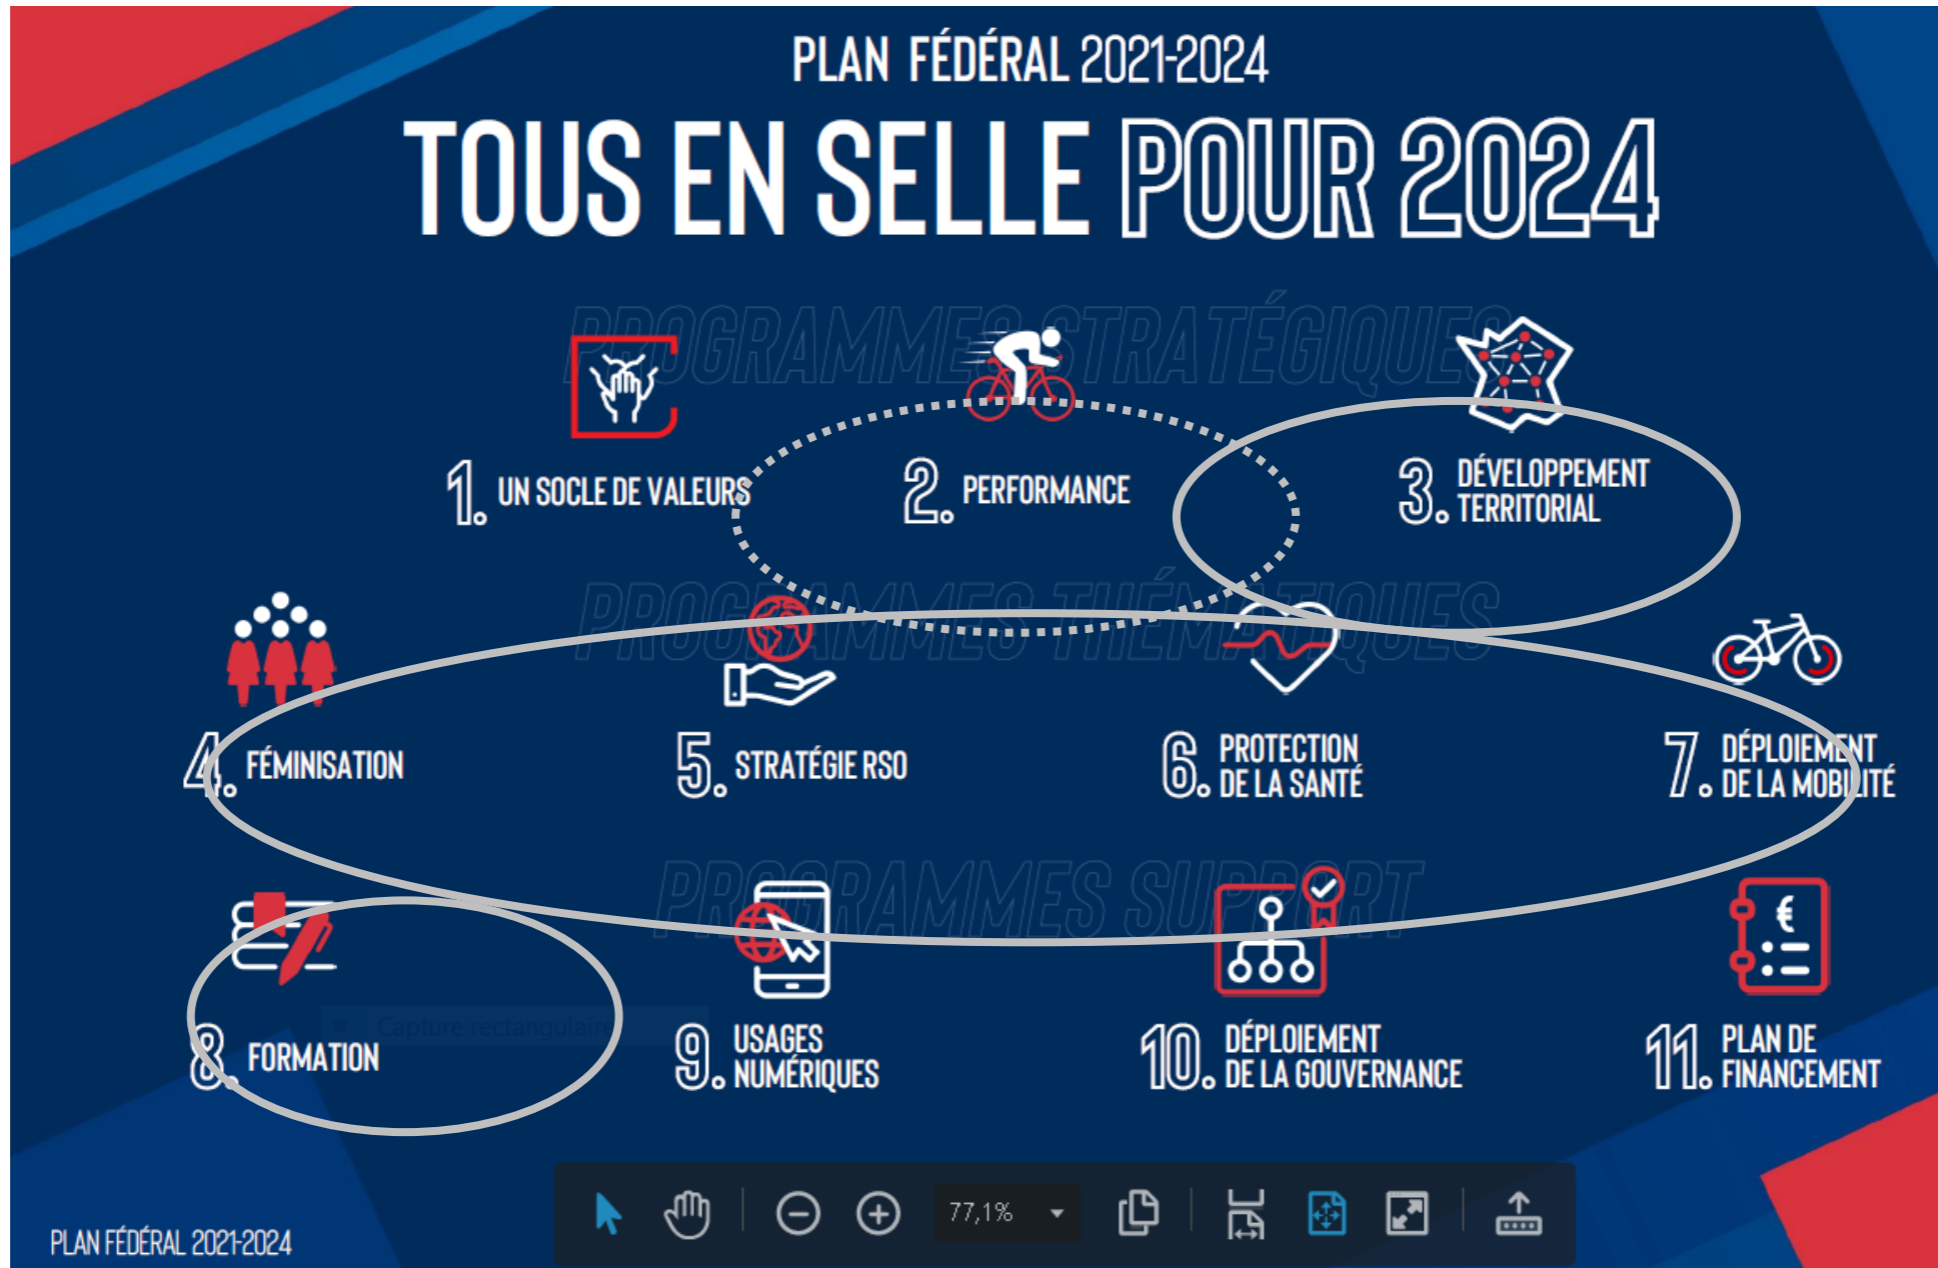 PLAN FÉDÉRAL 2021-2024
TOUS EN SELLE POUR 2024
PROGRAMMES STRATÉGIQUES
1. UN SOCLE DE VALEURS
2. PERFORMANCE
3. DÉVELOPPEMENT
TERRITORIAL
PROGRAMMES THÉMATIQUES
4. FÉMINISATION
5. STRATÉGIE RSO
6. PROTECTION
DE LA SANTÉ
7. DÉPLOIEMENT
DE LA MOBILITÉ
PROGRAMMES SUPPORT
€
Capture rectangulaire
8. FORMATION
9. USAGES
NUMÉRIQUES
10. DÉPLOIEMENT
DE LA GOUVERNANCE
11. PLAN DE
FINANCEMENT
77,1%
PLAN FÉDÉRAL 2021-2024